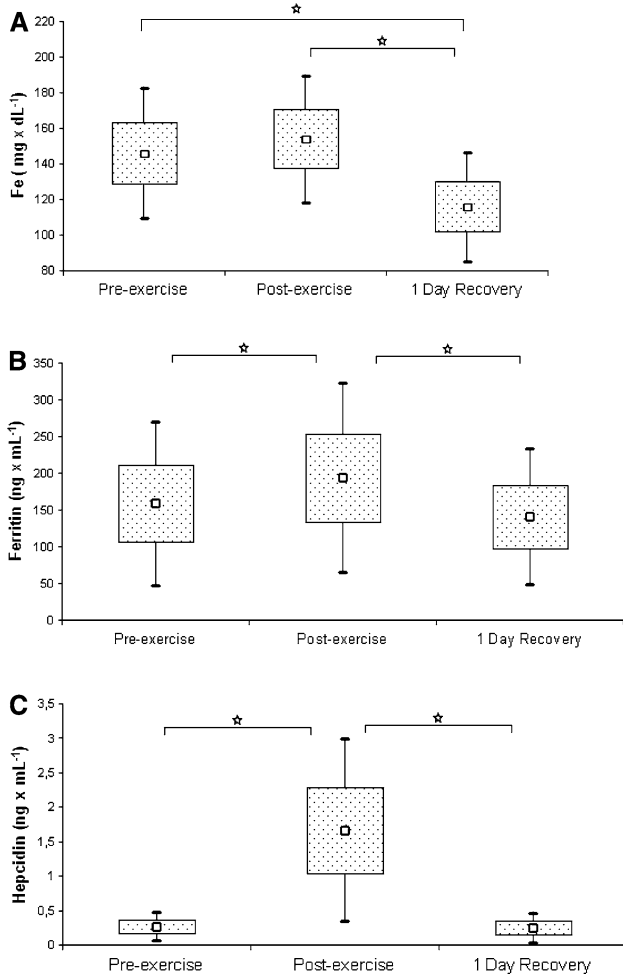 A
Fe ( mg x dL⁻¹)
220
200
180
160
140
120
100
80
Pre-exercise Post-exercise 1 Day Recovery
B
Ferritin (ng x mL⁻¹)
350
300
250
200
150
100
50
0
Pre-exercise Post-exercise 1 Day Recovery
C
Hepcidin (ng x mL⁻¹)
3,5
3
2,5
2
1,5
1
0,5
0
Pre-exercise Post-exercise 1 Day Recovery